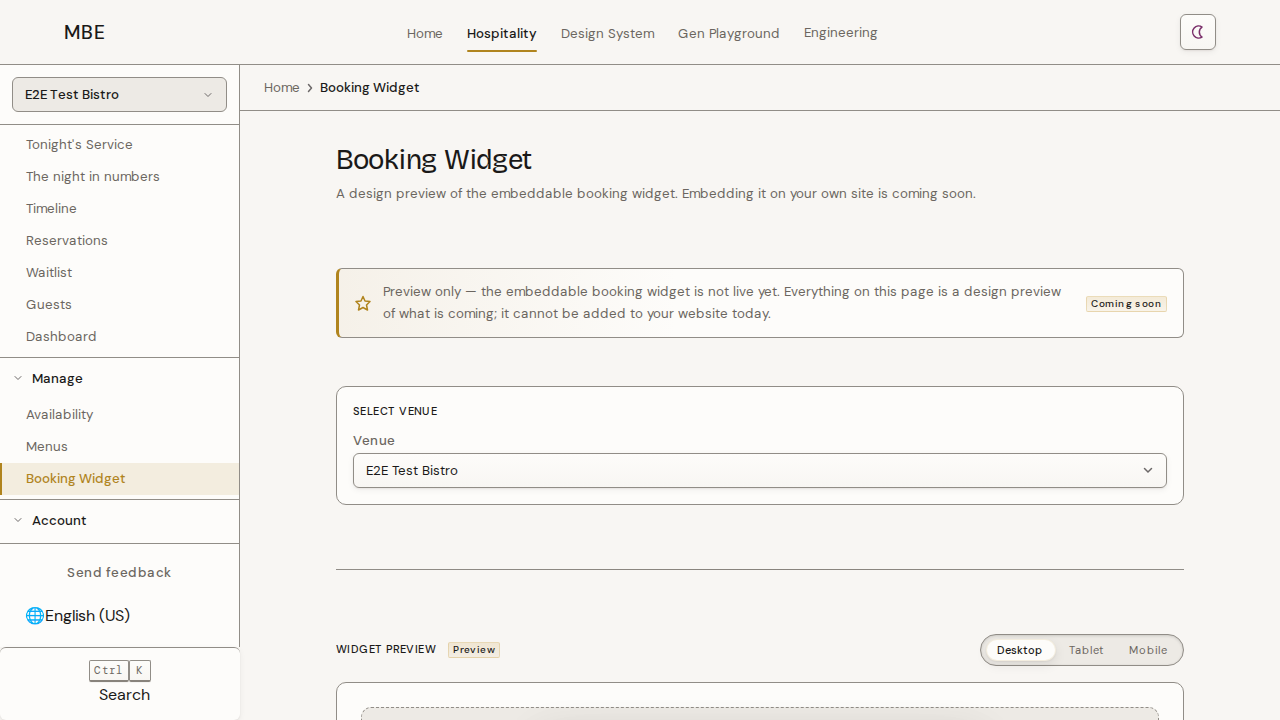 MBE
Home
Hospitality
Design System
Gen Playground
Engineering
E2E Test Bistro
Tonight's Service
The night in numbers
Timeline
Reservations
Waitlist
Guests
Dashboard
Manage
Availability
Menus
Booking Widget
Account
Send feedback
English (US)
Ctrl K
Search
Home > Booking Widget
Booking Widget
A design preview of the embeddable booking widget. Embedding it on your own site is coming soon.
Preview only — the embeddable booking widget is not live yet. Everything on this page is a design preview
of what is coming; it cannot be added to your website today.
Coming soon
SELECT VENUE
Venue
E2E Test Bistro
WIDGET PREVIEW
Preview
Desktop
Tablet
Mobile